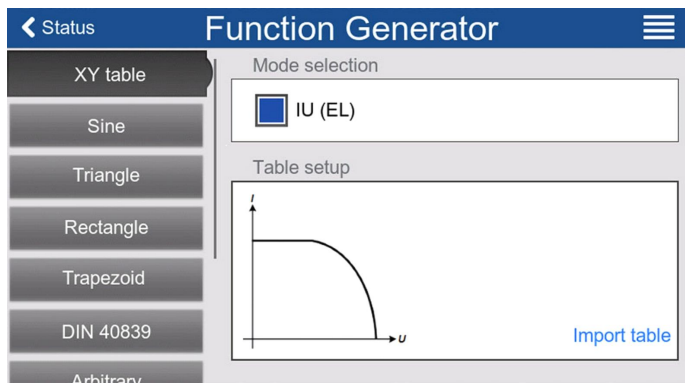 Status
Function Generator
XY table
Sine
Triangle
Rectangle
Trapezoid
DIN 40839
Arbitrary
Mode selection
IU (EL)
Table setup
I
U
Import table